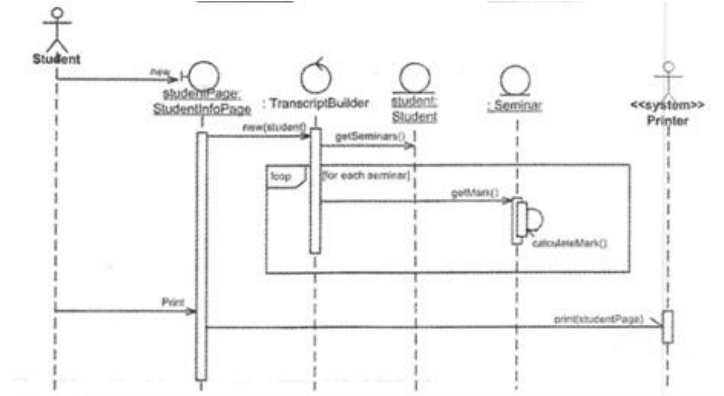 Student
new
studentPage:
StudentInfoPage
: TranscriptBuilder
student:
Student
: Seminar
<<system>>
Printer
new(student)
getSeminars()
loop
[for each seminar]
getMark()
calculateMark()
Print
print(studentPage)